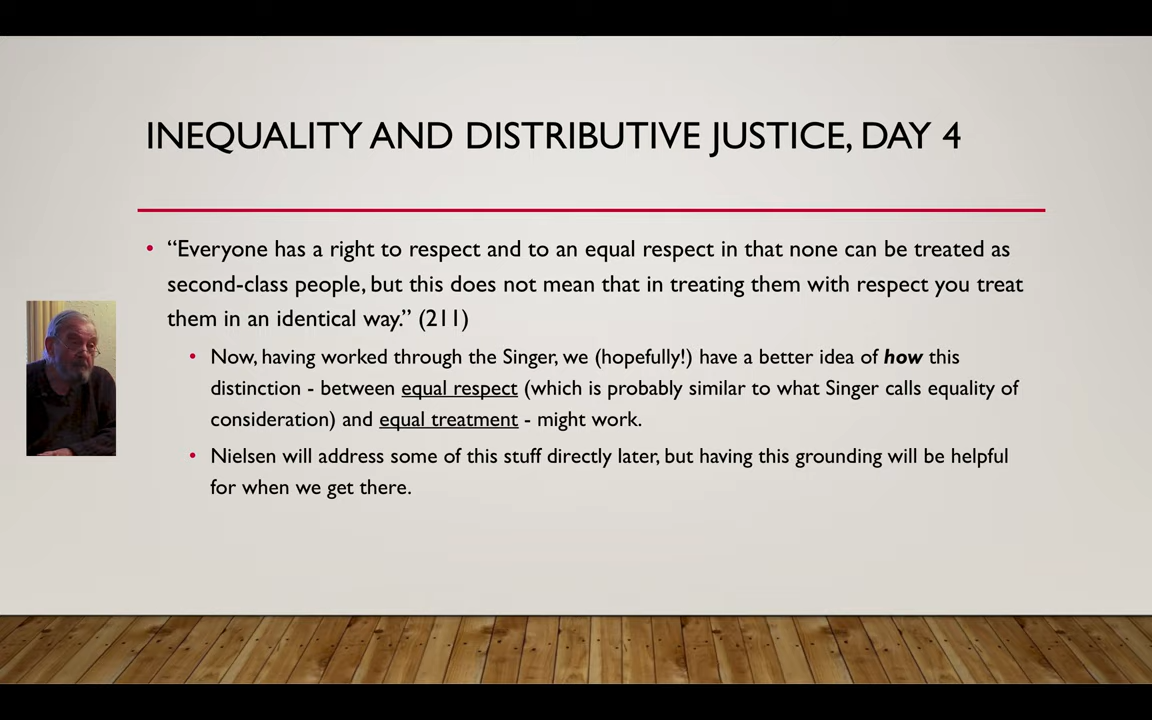 INEQUALITY AND DISTRIBUTIVE JUSTICE, DAY 4
• “Everyone has a right to respect and to an equal respect in that none can be treated as
second-class people, but this does not mean that in treating them with respect you treat
them in an identical way.” (211)
• Now, having worked through the Singer, we (hopefully!) have a better idea of how this
distinction - between equal respect (which is probably similar to what Singer calls equality of
consideration) and equal treatment - might work.
• Nielsen will address some of this stuff directly later, but having this grounding will be helpful
for when we get there.